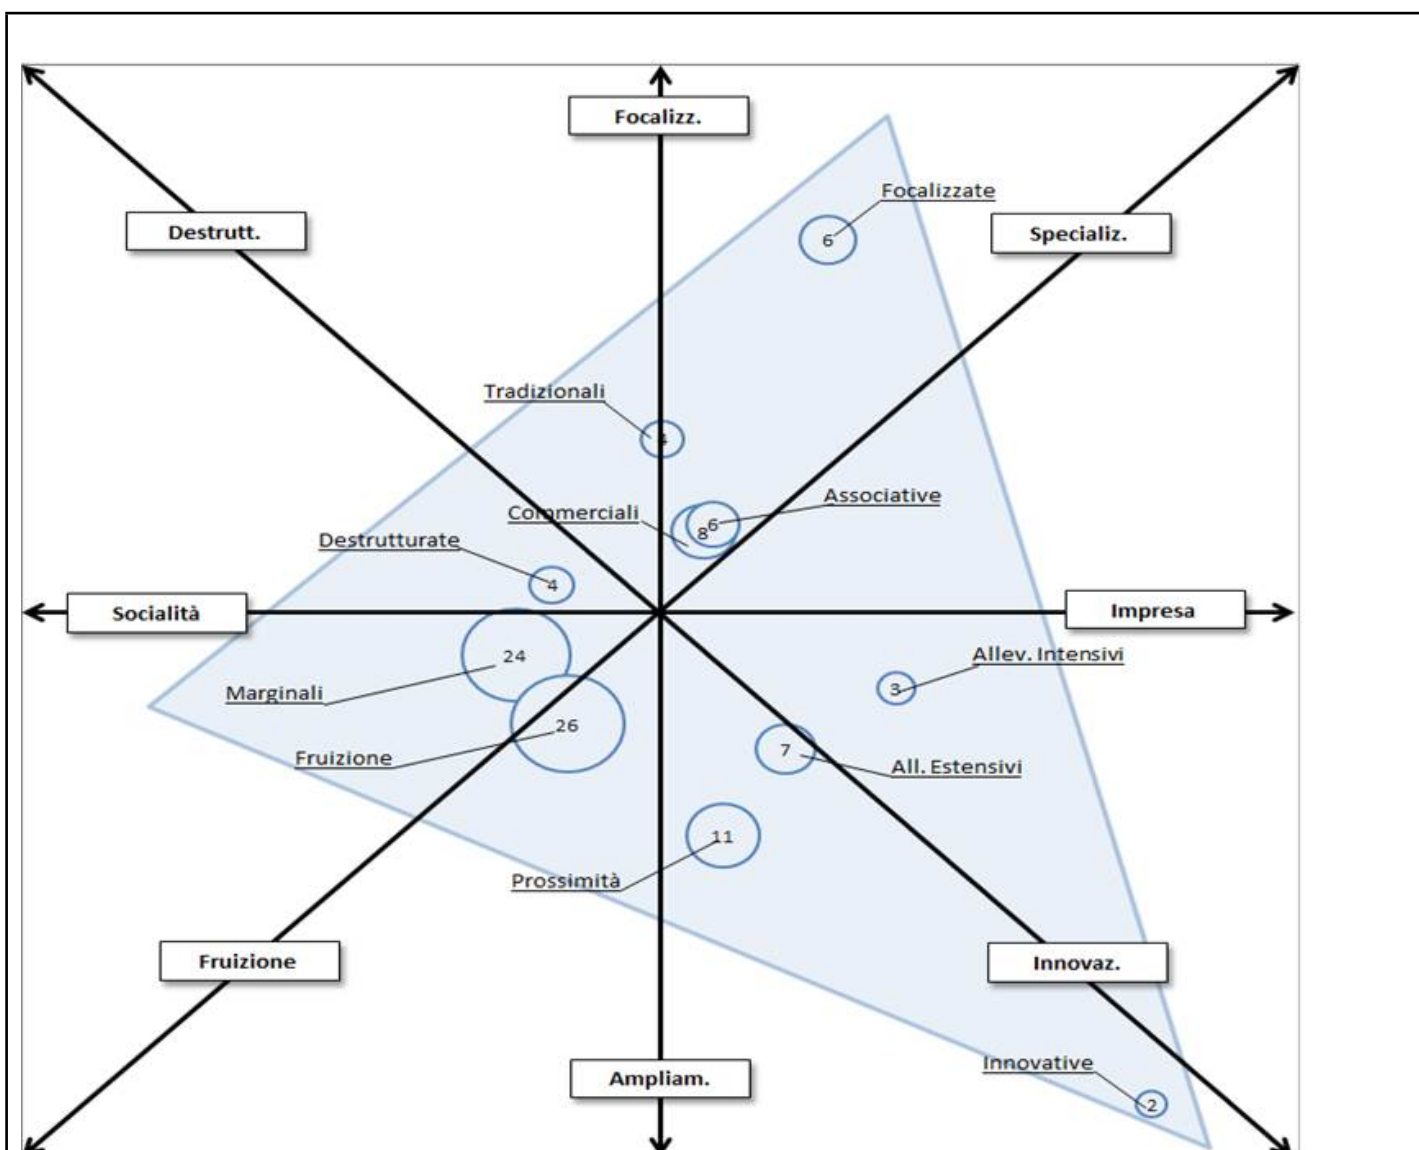 Focalizz.
Focalizzate
Destrutt.
Specializ.
6
Tradizionali
4
Associative
Commerciali
6
8
Destrutturate
4
Socialità
Impresa
24
Allev. Intensivi
3
Marginali
26
7
Fruizione
All. Estensivi
11
Prossimità
Fruizione
Innovaz.
Innovative
Ampliam.
2